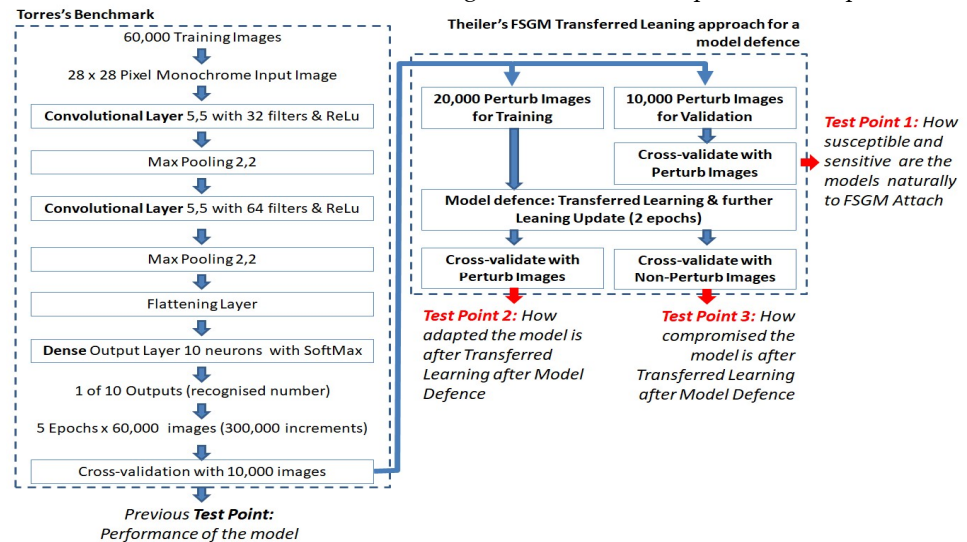 Torres's Benchmark
60,000 Training Images
28 x 28 Pixel Monochrome Input Image
Convolutional Layer 5,5 with 32 filters & ReLu
Max Pooling 2,2
Convolutional Layer 5,5 with 64 filters & ReLu
Max Pooling 2,2
Flattening Layer
Dense Output Layer 10 neurons with SoftMax
1 of 10 Outputs (recognised number)
5 Epochs x 60,000 images (300,000 increments)
Cross-validation with 10,000 images
Previous Test Point:
Performance of the model
Theiler's FSGM Transferred Leaning approach for a
model defence
20,000 Perturb Images
for Training
10,000 Perturb Images
for Validation
Cross-validate with
Perturb Images
Test Point 1: How
susceptible and
sensitive are the
models naturally
to FSGM Attach
Model defence: Transferred Learning & further
Leaning Update (2 epochs)
Cross-validate with
Perturb Images
Cross-validate with
Non-Perturb Images
Test Point 2: How
adapted the model is
after Transferred
Learning after Model
Defence
Test Point 3: How
compromised the
model is after
Transferred Learning
after Model Defence